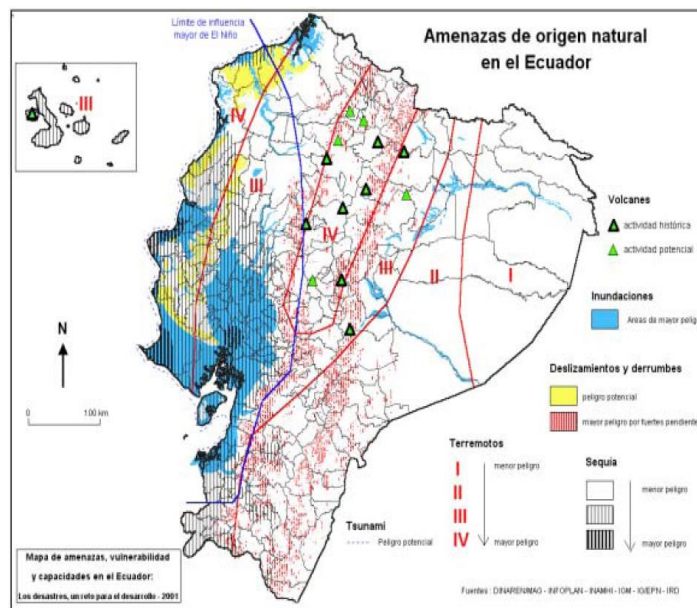 Límite de influencia
mayor de El Niño
Amenazas de origen natural
en el Ecuador
III
IV
III
IV
III
II
I
N
0 100 km
Volcanes
actividad histórica
actividad potencial
Inundaciones
Areas de mayor pelig
Deslizamientos y derrumbes
peligro potencial
mayor peligro por fuertes pendiente
Terremotos
I
II
III
IV
menor peligro
mayor peligro
Sequia
menor peligro
mayor peligro
Tsunami
Peligro potencial
Mapa de amenazas, vulnerabilidad
y capacidades en el Ecuador:
Los desastres, un reto para el desarrollo - 2001
Fuentes : DINAREN/MAG - INFOPLAN - INAMHI - IGM - IG/EPN - IRD